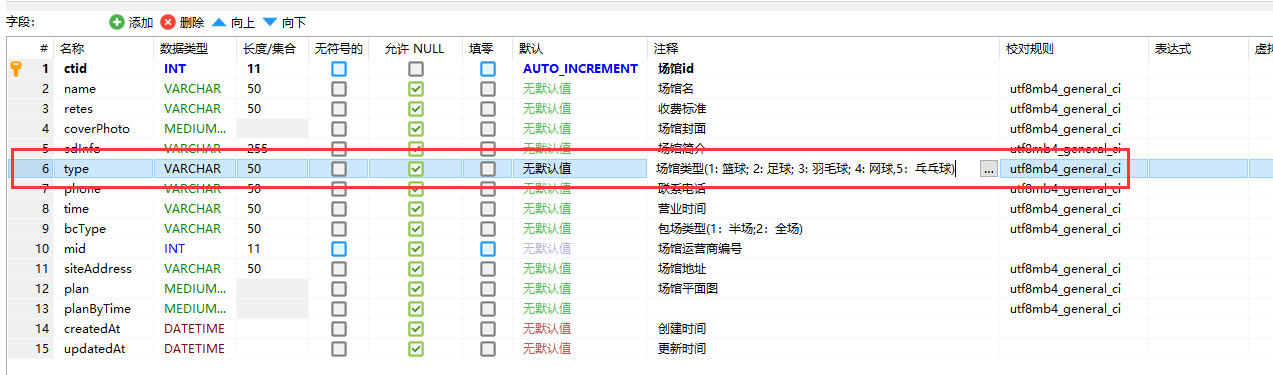 字段： 添加 删除 向上 向下
# 名称 数据类型 长度/集合 无符号的 允许 NULL 填零 默认 注释 校对规则 表达式 虚拟
1 ctid INT 11 AUTO_INCREMENT 场馆id
2 name VARCHAR 50 无默认值 场馆名 utf8mb4_general_ci
3 retes VARCHAR 50 无默认值 收费标准 utf8mb4_general_ci
4 coverPhoto MEDIUM... 无默认值 场馆封面 utf8mb4_general_ci
5 sdInfo VARCHAR 255 无默认值 场馆简介 utf8mb4_general_ci
6 type VARCHAR 50 无默认值 场馆类型(1: 篮球; 2: 足球; 3: 羽毛球; 4: 网球,5：乓乓球) ... utf8mb4_general_ci
7 phone VARCHAR 50 无默认值 联系电话 utf8mb4_general_ci
8 time VARCHAR 50 无默认值 营业时间 utf8mb4_general_ci
9 bcType VARCHAR 50 无默认值 包场类型(1：半场;2：全场) utf8mb4_general_ci
10 mid INT 11 无默认值 场馆运营商编号
11 siteAddress VARCHAR 50 无默认值 场馆地址 utf8mb4_general_ci
12 plan MEDIUM... 无默认值 场馆平面图 utf8mb4_general_ci
13 planByTime MEDIUM... 无默认值 utf8mb4_general_ci
14 createdAt DATETIME 无默认值 创建时间
15 updatedAt DATETIME 无默认值 更新时间